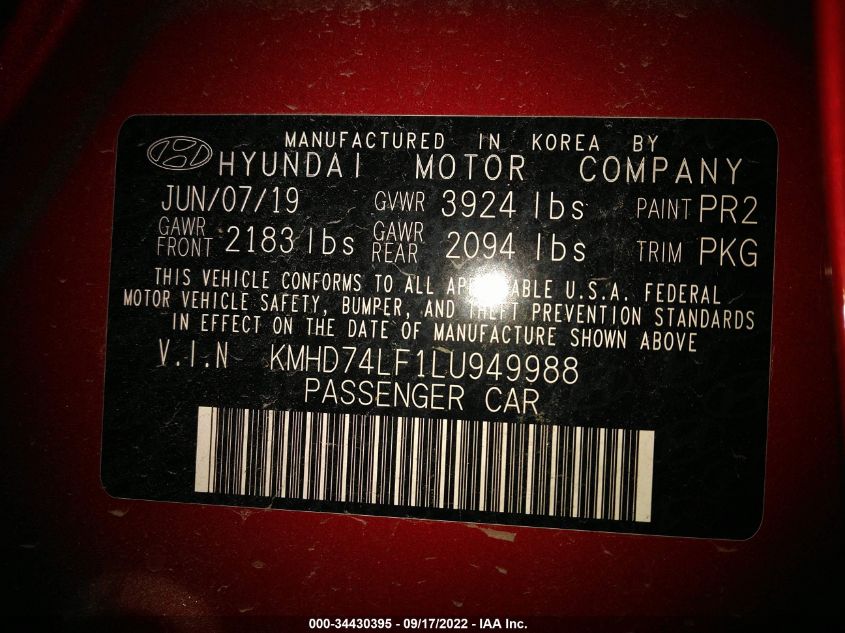 MANUFACTURED IN KOREA BY
HYUNDAI MOTOR COMPANY
JUN/07/19 GVWR 3924 lbs PAINT PR2
GAWR FRONT 2183 lbs GAWR REAR 2094 lbs TRIM PKG
THIS VEHICLE CONFORMS TO ALL U.S.A. FEDERAL
MOTOR VEHICLE SAFETY, BUMPER, AND THEFT PREVENTION STANDARDS
IN EFFECT ON THE DATE OF MANUFACTURE SHOWN ABOVE
V.I.N KMHD74LF1LU949988
PASSENGER CAR
000-34430395 - 09/17/2022 - IAA Inc.